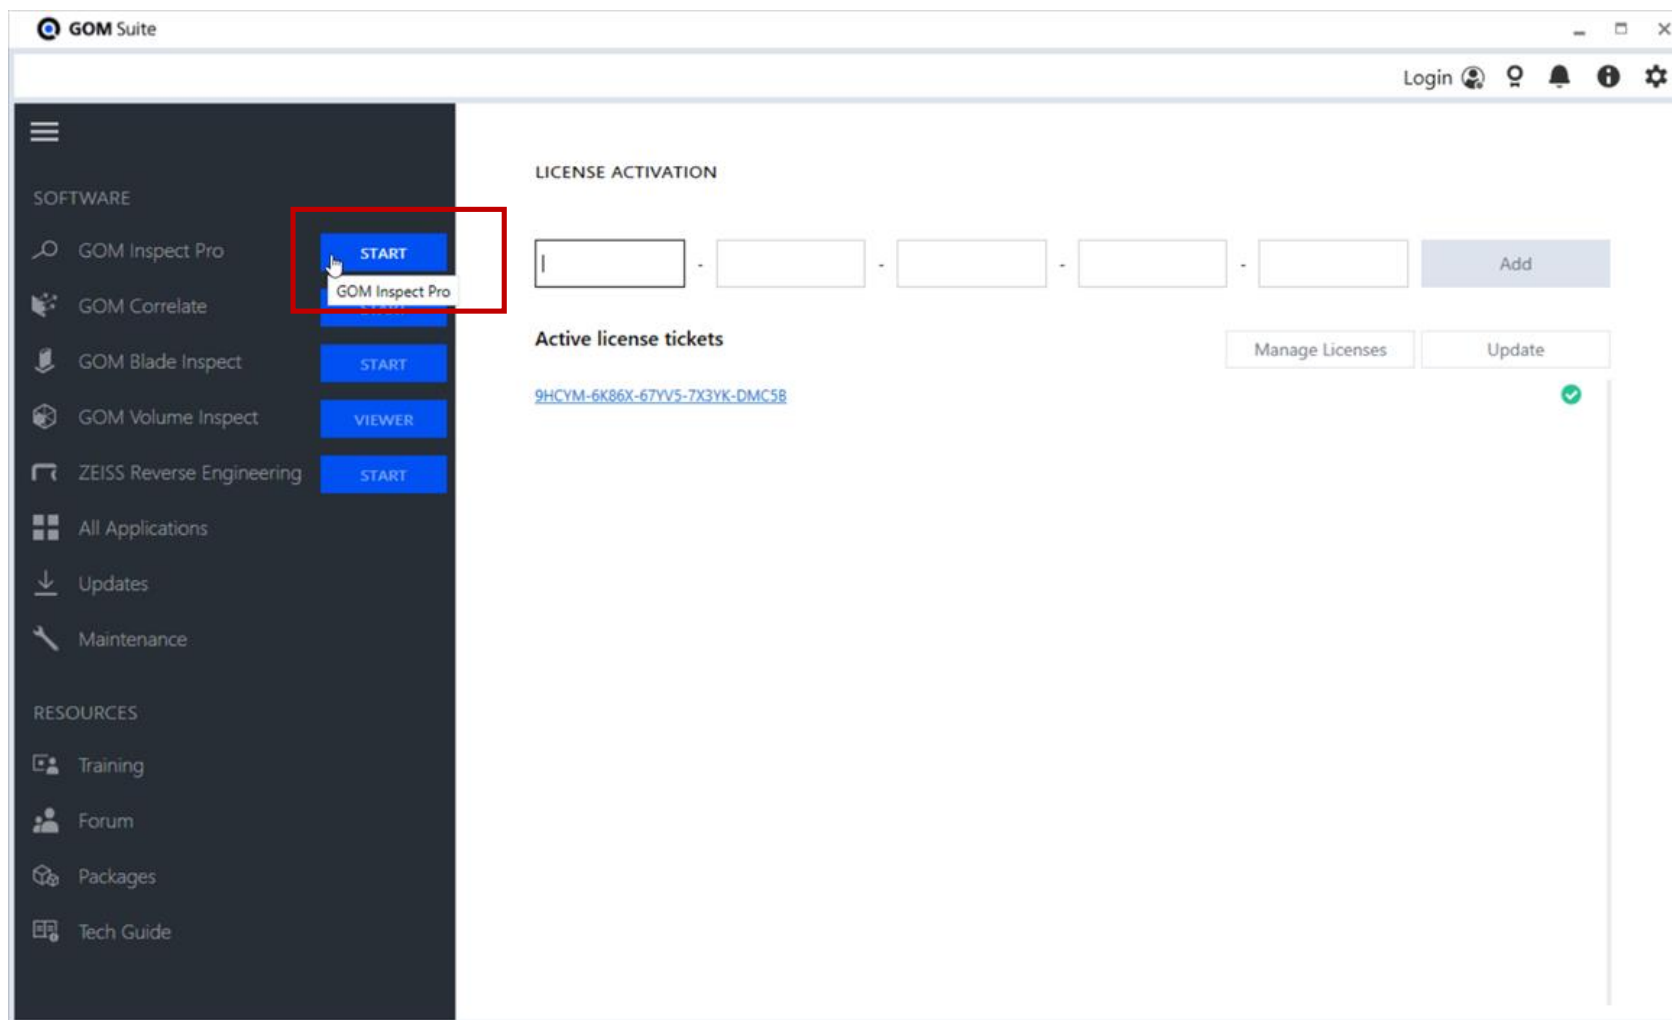 GOM Suite
Login
SOFTWARE
GOM Inspect Pro START
GOM Inspect Pro
GOM Correlate
GOM Blade Inspect START
GOM Volume Inspect VIEWER
ZEISS Reverse Engineering START
All Applications
Updates
Maintenance
RESOURCES
Training
Forum
Packages
Tech Guide
LICENSE ACTIVATION
- - - - Add
Active license tickets Manage Licenses Update
9HCYM-6K86X-67YV5-7X3YK-DMC5B